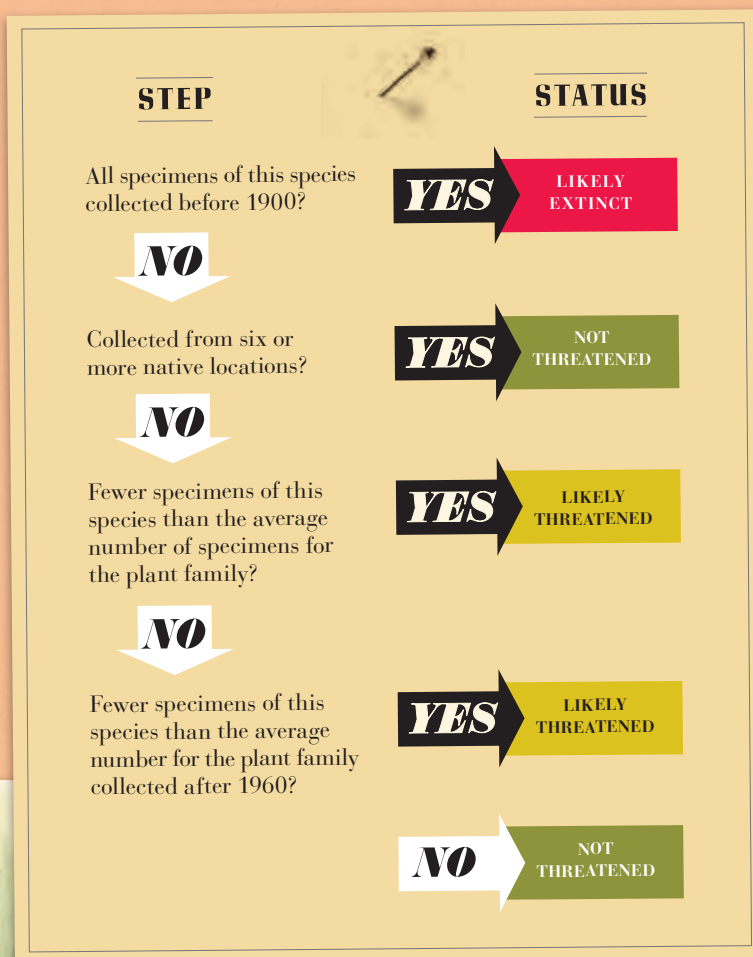 STEP
STATUS
All specimens of this species
collected before 1900?
YES
LIKELY
EXTINCT
NO
Collected from six or
more native locations?
YES
NOT
THREATENED
NO
Fewer specimens of this
species than the average
number of specimens for
the plant family?
YES
LIKELY
THREATENED
NO
Fewer specimens of this
species than the average
number for the plant family
collected after 1960?
YES
LIKELY
THREATENED
NO
NOT
THREATENED